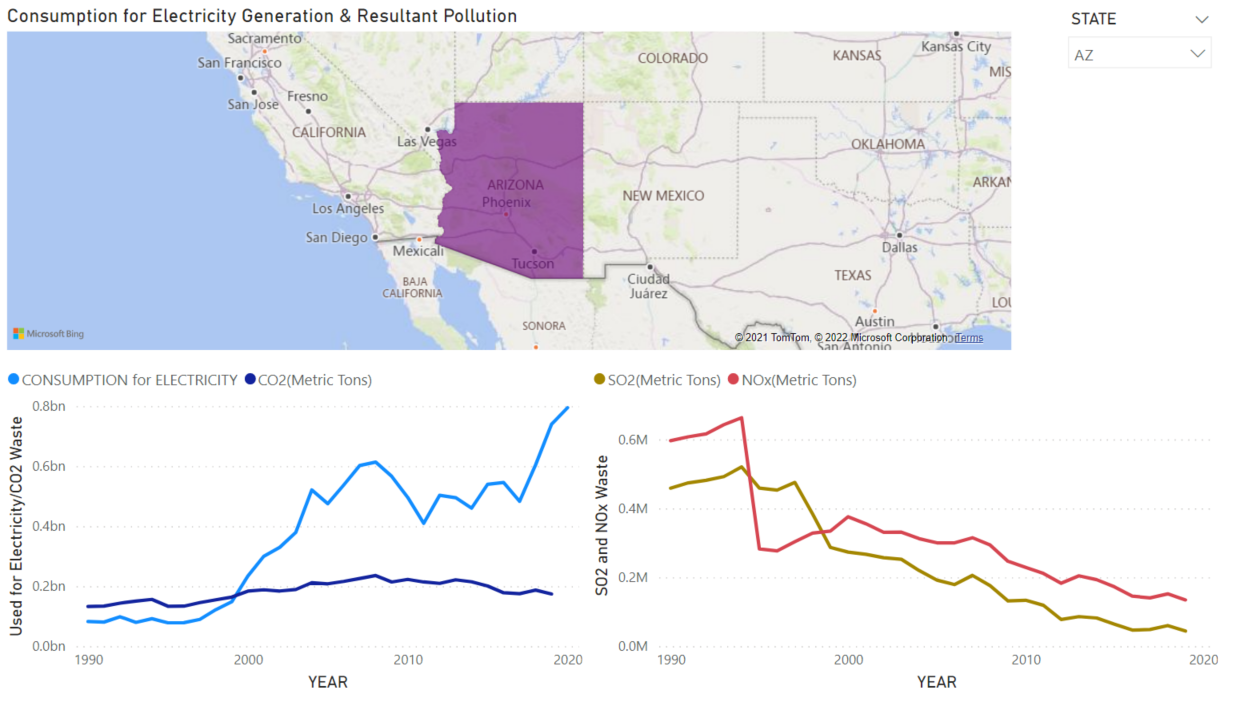 Consumption for Electricity Generation & Resultant Pollution
STATE
AZ
Sacramento
San Francisco
San Jose
Fresno
CALIFORNIA
Las Vegas
Los Angeles
San Diego
Mexicali
BAJA
CALIFORNIA
ARIZONA
Phoenix
Tucson
SONORA
COLORADO
NEW MEXICO
Ciudad
Juárez
KANSAS
Kansas City
MIS
OKLAHOMA
ARKAN
Dallas
TEXAS
LOU
Austin
San Antonio
Microsoft Bing
© 2021 TomTom, © 2022 Microsoft Corporation Terms
CONSUMPTION for ELECTRICITY CO2(Metric Tons)
Used for Electricity/CO2 Waste
0.8bn
0.6bn
0.4bn
0.2bn
0.0bn
1990 2000 2010 2020
YEAR
SO2(Metric Tons) NOx(Metric Tons)
SO2 and NOx Waste
0.6M
0.4M
0.2M
0.0M
1990 2000 2010 2020
YEAR